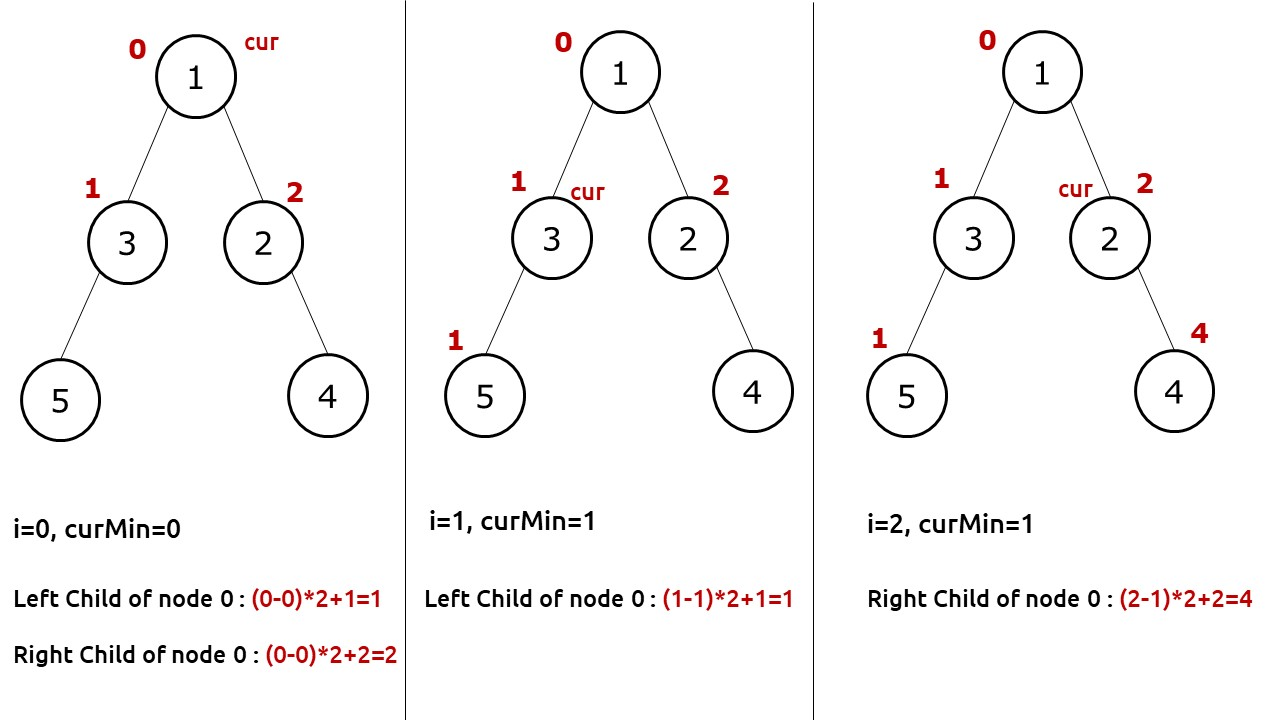 0 cur
1
1 2
3 2
5 4
i=0, curMin=0
Left Child of node 0 : (0-0)*2+1=1
Right Child of node 0 : (0-0)*2+2=2
0
1
1 cur 2
3 2
1
5 4
i=1, curMin=1
Left Child of node 0 : (1-1)*2+1=1
0
1
1 cur 2
3 2
1 4
5 4
i=2, curMin=1
Right Child of node 0 : (2-1)*2+2=4